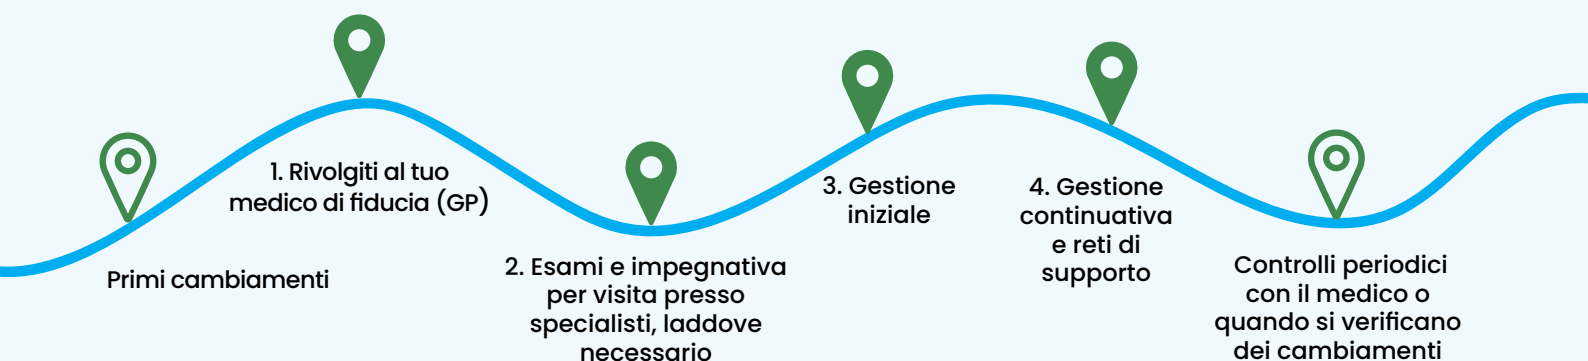 Primi cambiamenti
1. Rivolgiti al tuo
medico di fiducia (GP)
2. Esami e impegnativa
per visita presso
specialisti, laddove
necessario
3. Gestione
iniziale
4. Gestione
continuativa
e reti di
supporto
Controlli periodici
con il medico o
quando si verificano
dei cambiamenti